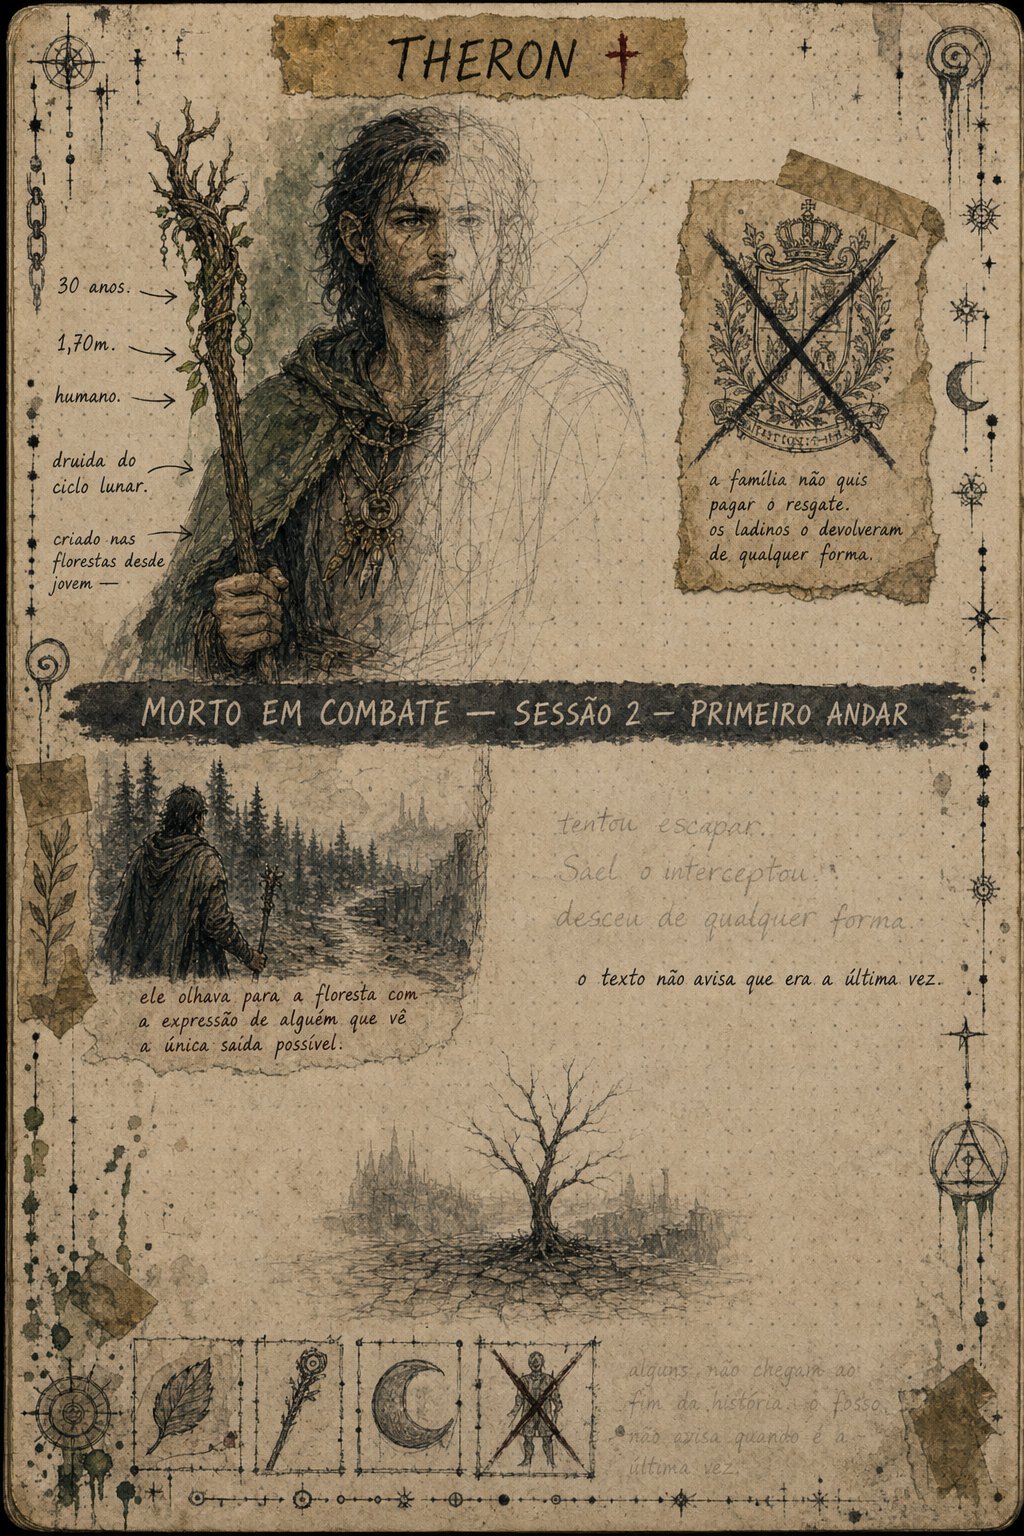 THERON
30 anos.
1,70m.
humano.
druida do
ciclo lunar.
criado nas
florestas desde
jovem —
a família não quis
pagar o resgate.
os ladinos o devolveram
de qualquer forma.
MORTO EM COMBATE — SESSÃO 2 — PRIMEIRO ANDAR
tentou escapar.
Sael o interceptou.
desceu de qualquer forma.
o texto não avisa que era a última vez.
ele olhava para a floresta com
a expressão de alguém que vê
a única saída possível.
alguns não chegam ao
fim da história. o fosso
não avisa quando é a
última vez.